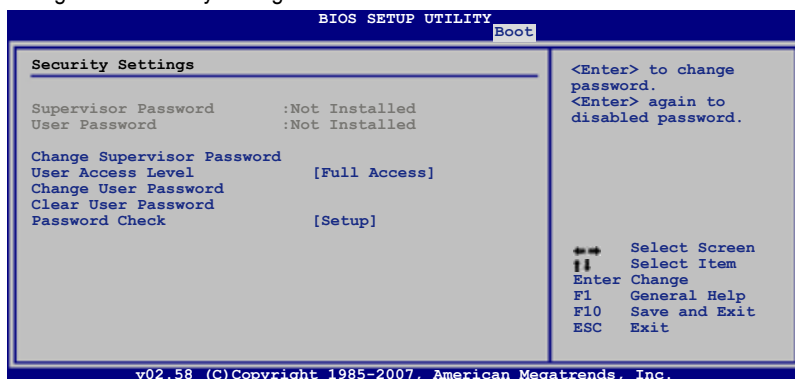 BIOS SETUP UTILITY
Boot
Security Settings
Supervisor Password :Not Installed
User Password :Not Installed
Change Supervisor Password
User Access Level [Full Access]
Change User Password
Clear User Password
Password Check [Setup]
<Enter> to change
password.
<Enter> again to
disabled password.
Select Screen
Select Item
Enter Change
F1 General Help
F10 Save and Exit
ESC Exit
v02.58 (C)Copyright 1985-2007, American Megatrends, Inc.